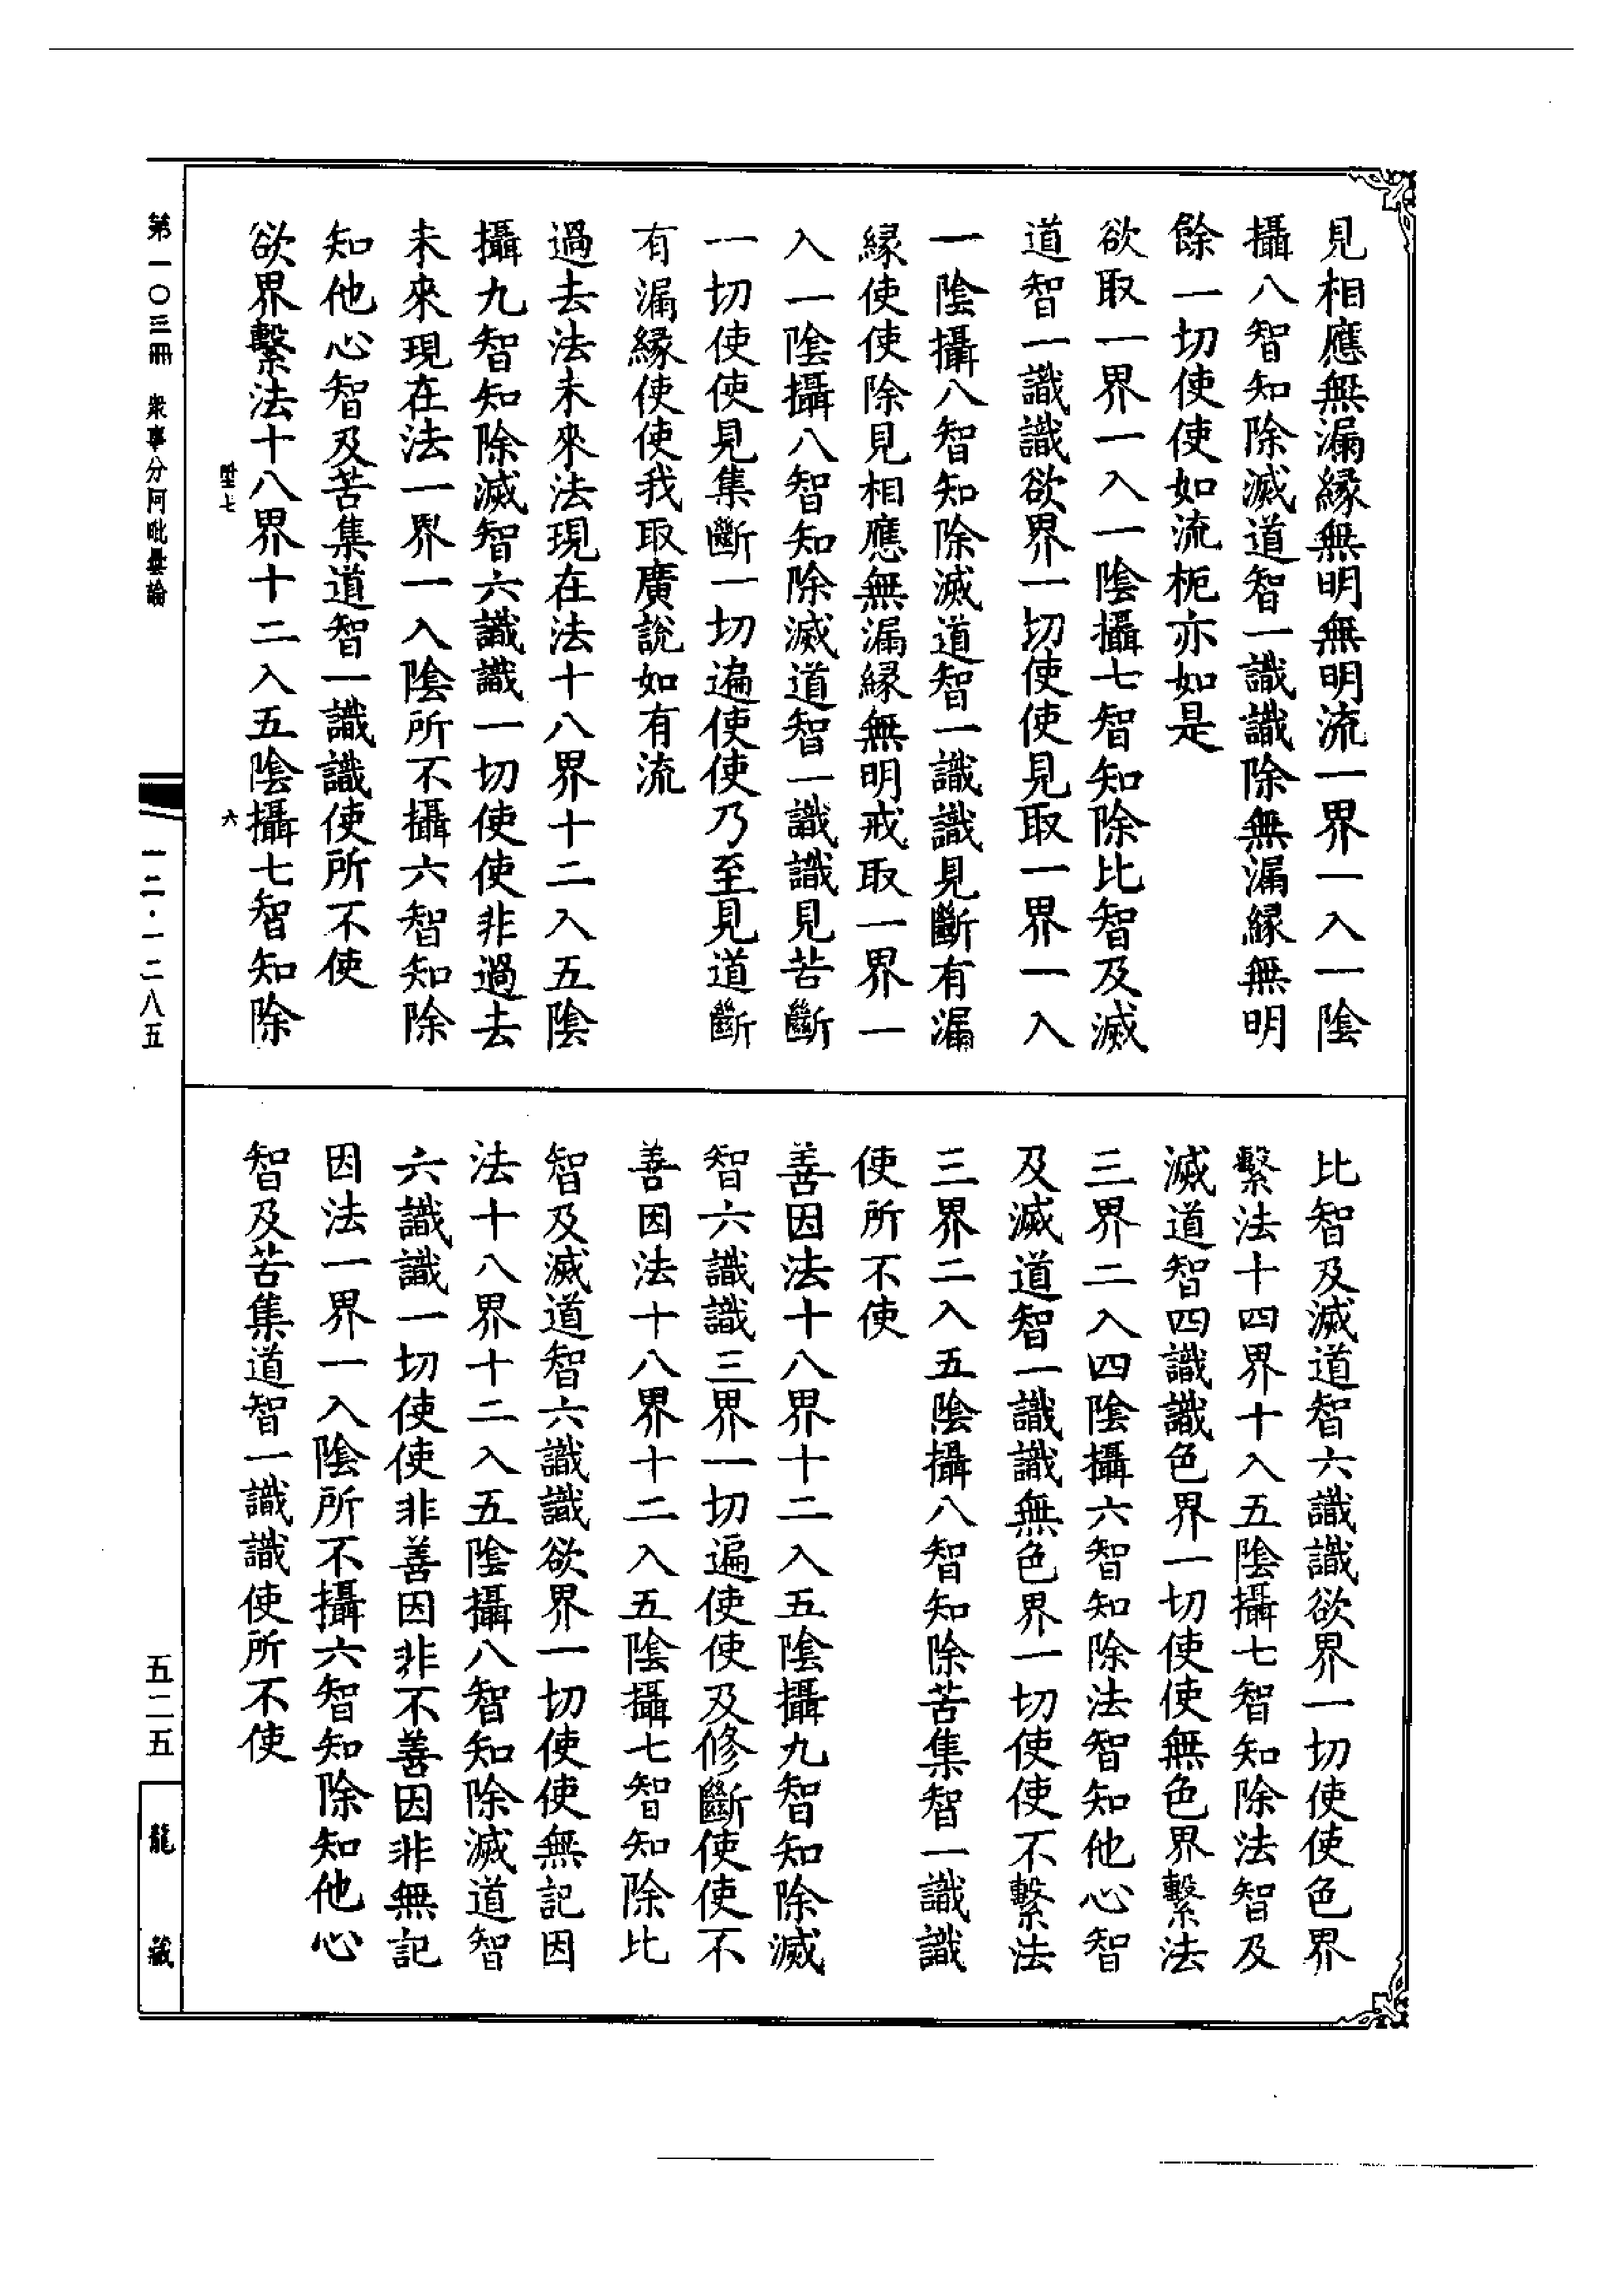 見相應無漏縁無明無明流一界一入一陰
攝八智知除滅道智一識識除無漏縁無明
餘一切使使如流枙亦如是
欲取一界一入一陰攝七智知除比智及滅
道智一識識欲界一切使使見取一界一入
一陰攝八智知除滅道智一識識見斷有漏
縁使使除見相應無漏縁無明戒取一界一
入一陰攝八智知除滅道智一識識見苦斷
一切使使見集斷一切遍使使乃至見道斷
有漏縁使使我取廣說如有流
過去法未來法現在法十八界十二入五陰
攝九智知除滅智六識識一切使使非過去
未來現在法一界一入陰所不攝六智知除
知他心智及苦集道智一識識使所不使
欲界繫法十八界十二入五陰攝七智知除
比智及滅道智六識識欲界一切使使色界
繫法十四界十入五陰攝七智知除法智及
滅道智四識識色界一切使使無色界繫法
三界二入四陰攝六智知除法智知他心智
及滅道智一識識無色界一切使使不繫法
三界二入五陰攝八智知除苦集智一識識
使所不使
善因法十八界十二入五陰攝九智知除滅
智六識識三界一切遍使使及修斷使使不
善因法十八界十二入五陰攝七智知除比
智及滅道智六識識欲界一切使使無記因
法十八界十二入五陰攝八智知除滅道智
六識識一切使使非善因非不善因非無記
因法一界一入陰所不攝六智知除知他心
智及苦集道智一識識使所不使
七 六
第一〇三冊 衆事分阿毗曇論
一二·一二八五
五二五
龍藏